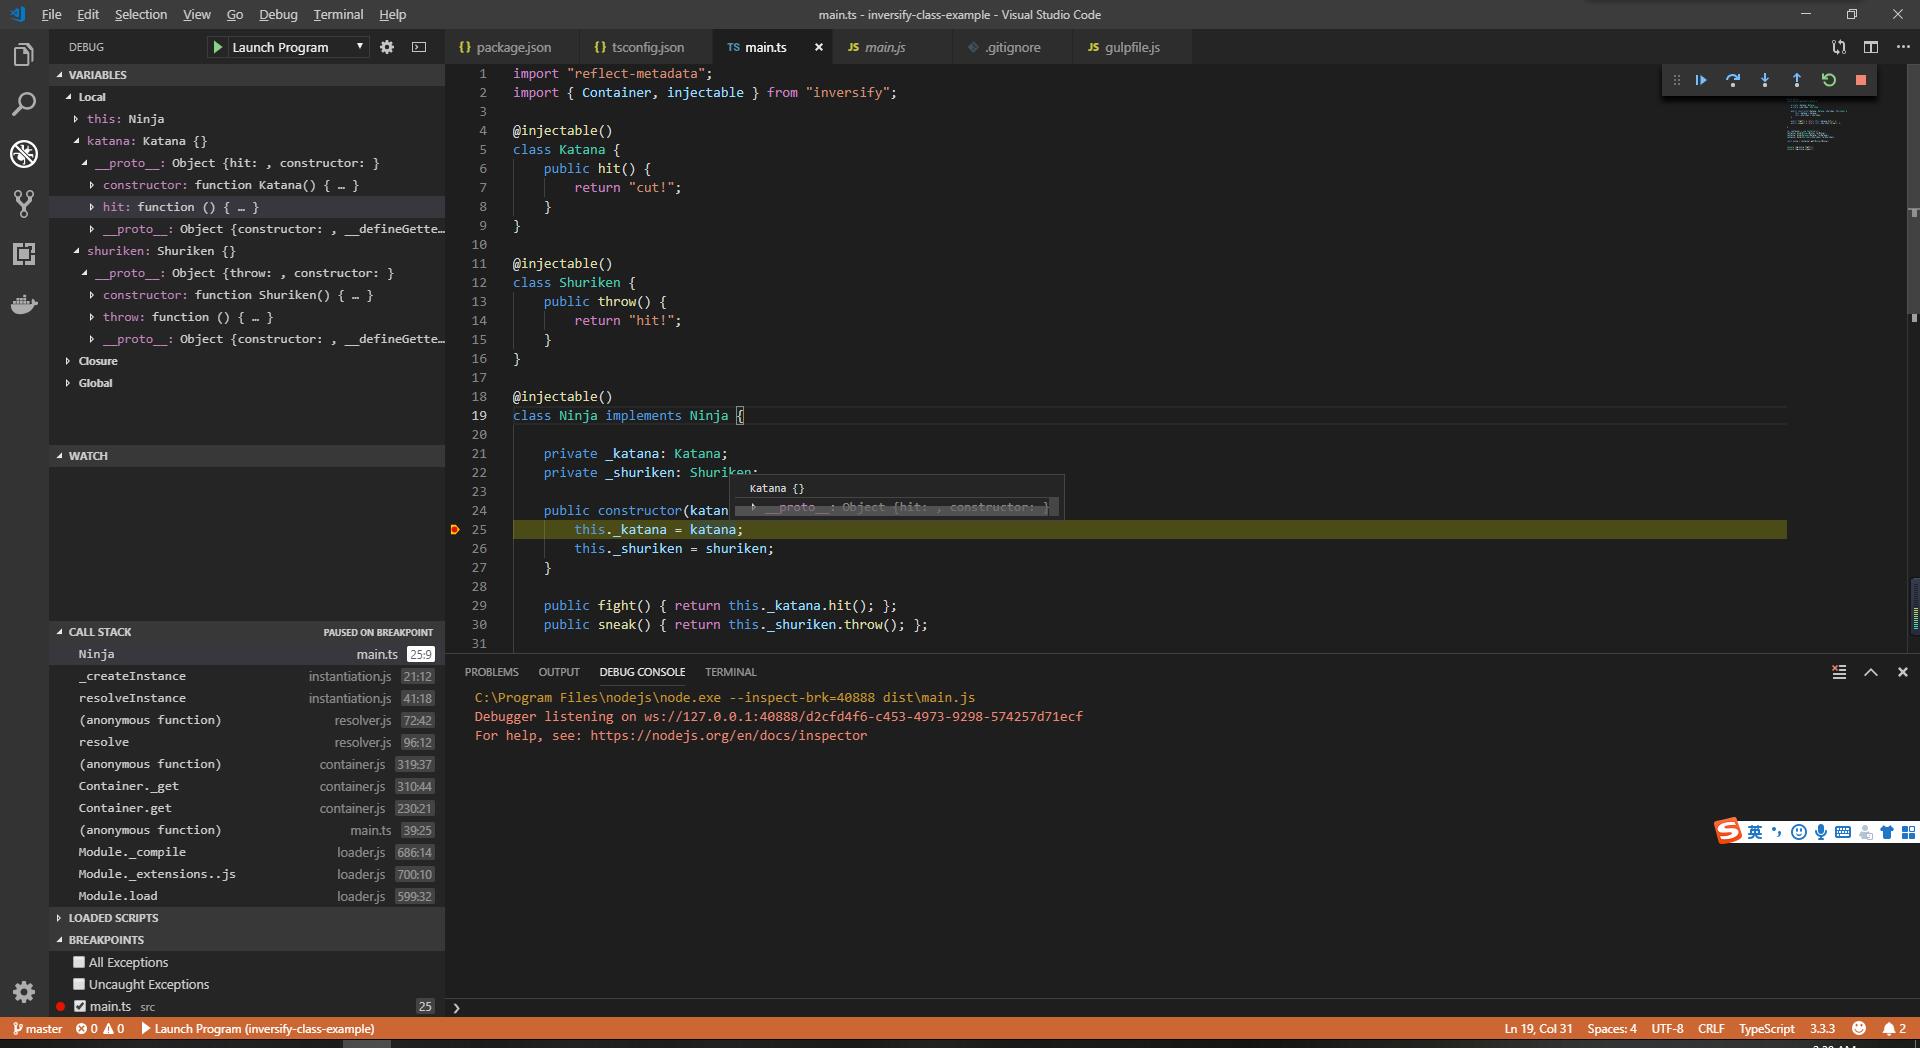 File Edit Selection View Go Debug Terminal Help
main.ts - inversify-class-example - Visual Studio Code
DEBUG Launch Program
package.json
tsconfig.json
TS main.ts
JS main.js
.gitignore
JS gulpfile.js
VARIABLES
Local
this: Ninja
katana: Katana {}
__proto__: Object {hit: , constructor: }
constructor: function Katana() { … }
hit: function () { … }
__proto__: Object {constructor: , __defineGette…
shuriken: Shuriken {}
__proto__: Object {throw: , constructor: }
constructor: function Shuriken() { … }
throw: function () { … }
__proto__: Object {constructor: , __defineGette…
Closure
Global
WATCH
CALL STACK PAUSED ON BREAKPOINT
Ninja main.ts 25:9
_createInstance instantiation.js 21:12
resolveInstance instantiation.js 41:18
(anonymous function) resolver.js 72:42
resolve resolver.js 96:12
(anonymous function) container.js 319:37
Container._get container.js 310:44
Container.get container.js 230:21
(anonymous function) main.ts 39:25
Module._compile loader.js 686:14
Module._extensions..js loader.js 700:10
Module.load loader.js 599:32
LOADED SCRIPTS
BREAKPOINTS
All Exceptions
Uncaught Exceptions
main.ts src 25
1 import "reflect-metadata";
2 import { Container, injectable } from "inversify";
3
4 @injectable()
5 class Katana {
6 public hit() {
7 return "cut!";
8 }
9 }
10
11 @injectable()
12 class Shuriken {
13 public throw() {
14 return "hit!";
15 }
16 }
17
18 @injectable()
19 class Ninja implements Ninja {
20
21 private _katana: Katana;
22 private _shuriken: Shuriken;
23
Katana {}
__proto__: Object {hit: , constructor: }
24 public constructor(katan
25 this._katana = katana;
26 this._shuriken = shuriken;
27 }
28
29 public fight() { return this._katana.hit(); };
30 public sneak() { return this._shuriken.throw(); };
31
PROBLEMS OUTPUT DEBUG CONSOLE TERMINAL
C:\Program Files\nodejs\node.exe --inspect-brk=40888 dist\main.js
Debugger listening on ws://127.0.0.1:40888/d2cfd4f6-c453-4973-9298-574257d71ecf
For help, see: https://nodejs.org/en/docs/inspector
S 英
master 0 0 Launch Program (inversify-class-example)
Ln 19, Col 31 Spaces: 4 UTF-8 CRLF TypeScript 3.3.3 2